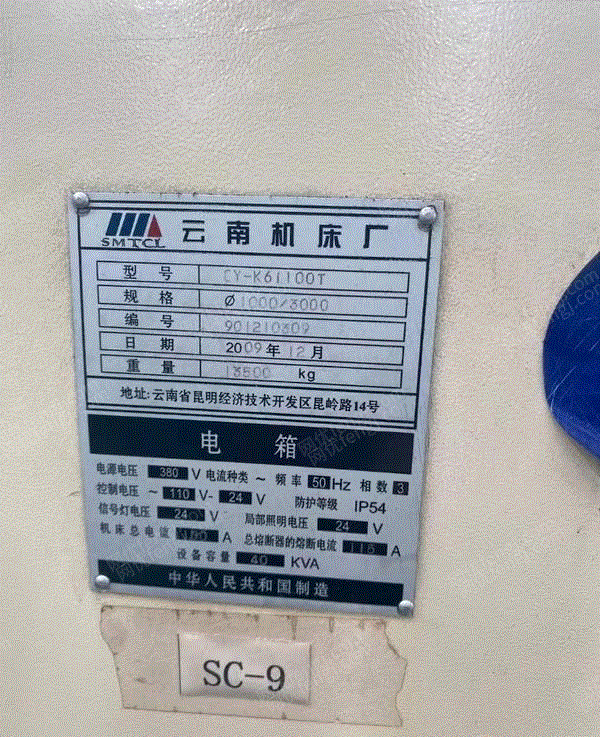 SMTCL 云南机床厂
型号 CY-K61100T
规格 Ø1000/3000
编号 901210309
日期 2009年12月
重量 13500 kg
地址:云南省昆明经济技术开发区昆岭路14号
电箱
电源电压 380 V 电流种类 ~ 频率 50 Hz 相数 3
控制电压 ~ 110 V- 24 V 防护等级 IP54
信号灯电压 24 V 局部照明电压 24 V
机床总电流 A 总熔断器的熔断电流 115 A
设备容量 40 KVA
中华人民共和国制造
SC-9